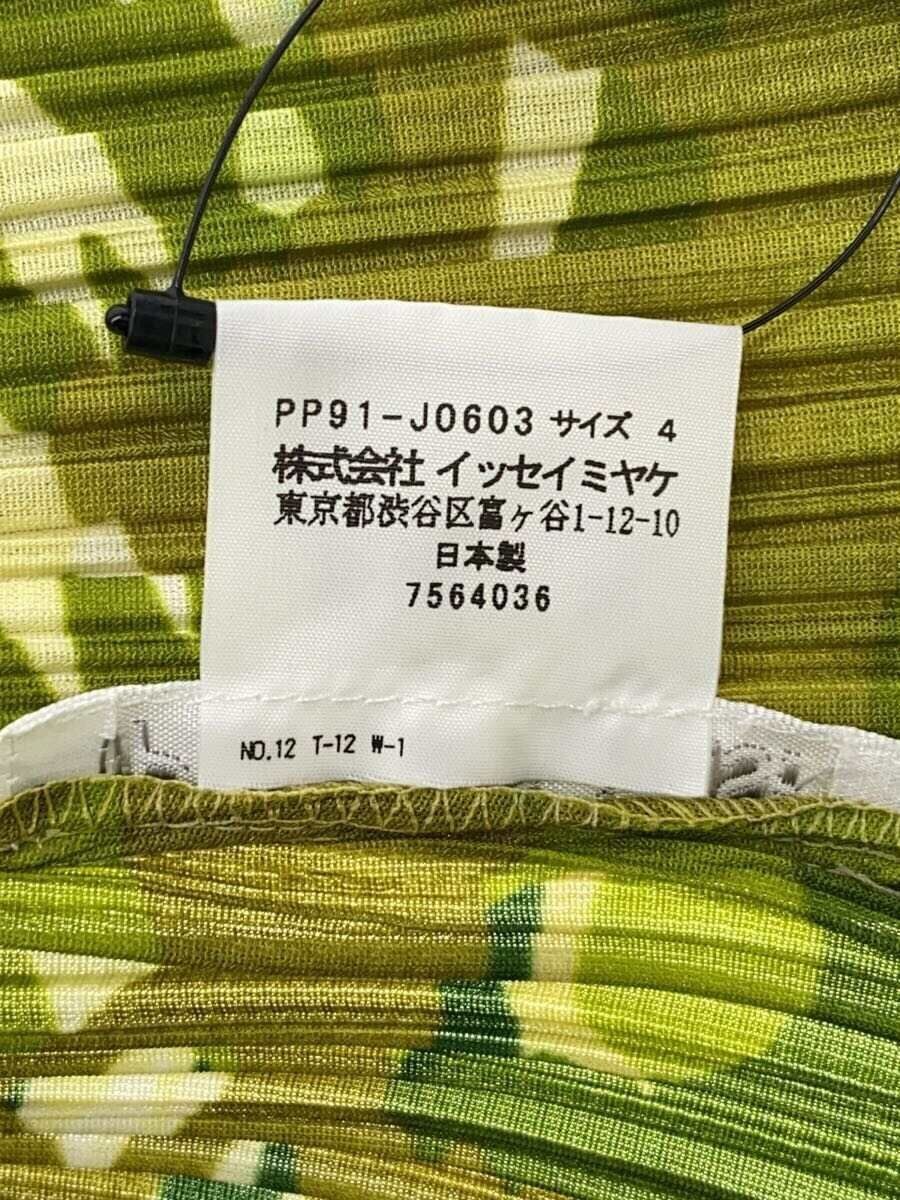 PP91-J0603 サイズ 4
株式会社 イッセイミヤケ
東京都渋谷区富ヶ谷1-12-10
日本製
7564036
NO.12 T-12 W-1